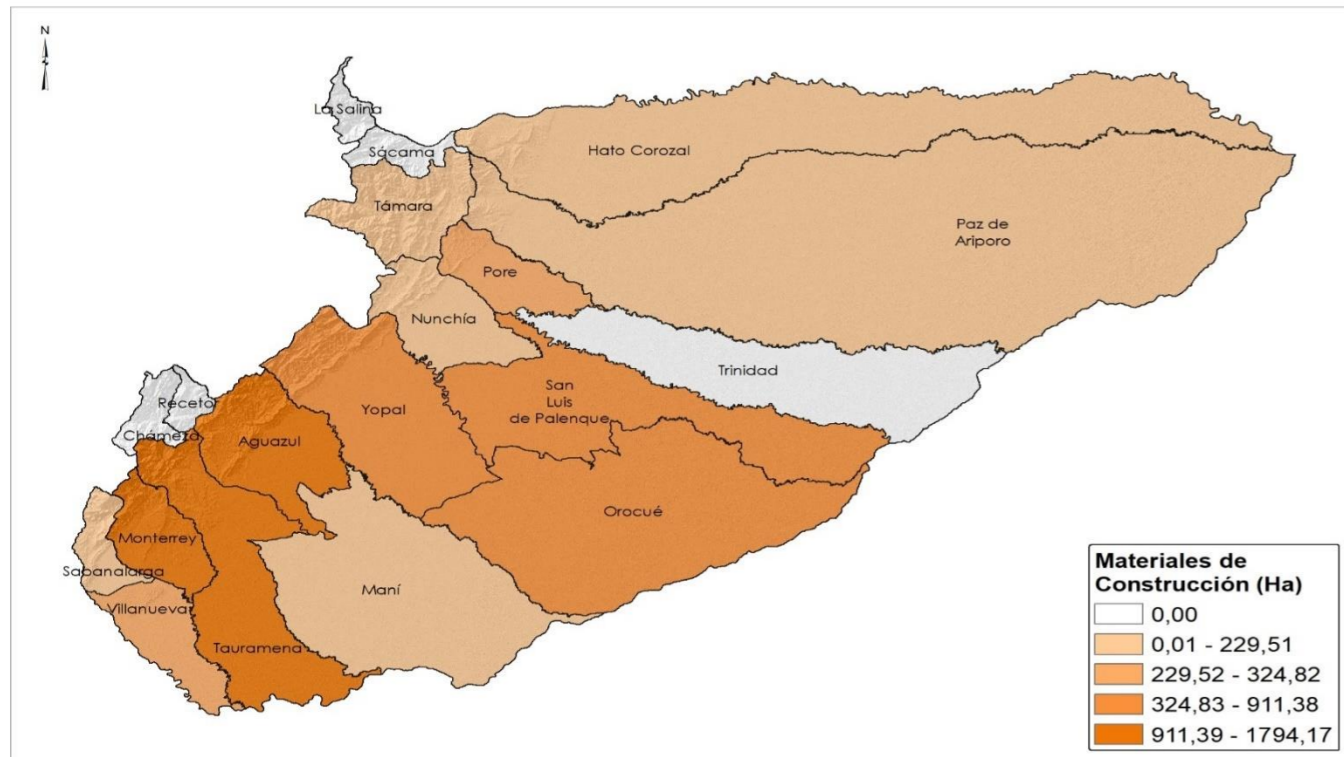 N
La Salina
Sácama
Hato Corozal
Támara
Paz de
Ariporo
Pore
Nunchía
Trinidad
San
Luis
de Palenque
Recetor
Yopal
Chámeza
Aguazul
Orocué
Monterrey
Sabanalarga
Maní
Villanueva
Tauramena
Materiales de
Construcción (Ha)
0,00
0,01 - 229,51
229,52 - 324,82
324,83 - 911,38
911,39 - 1794,17